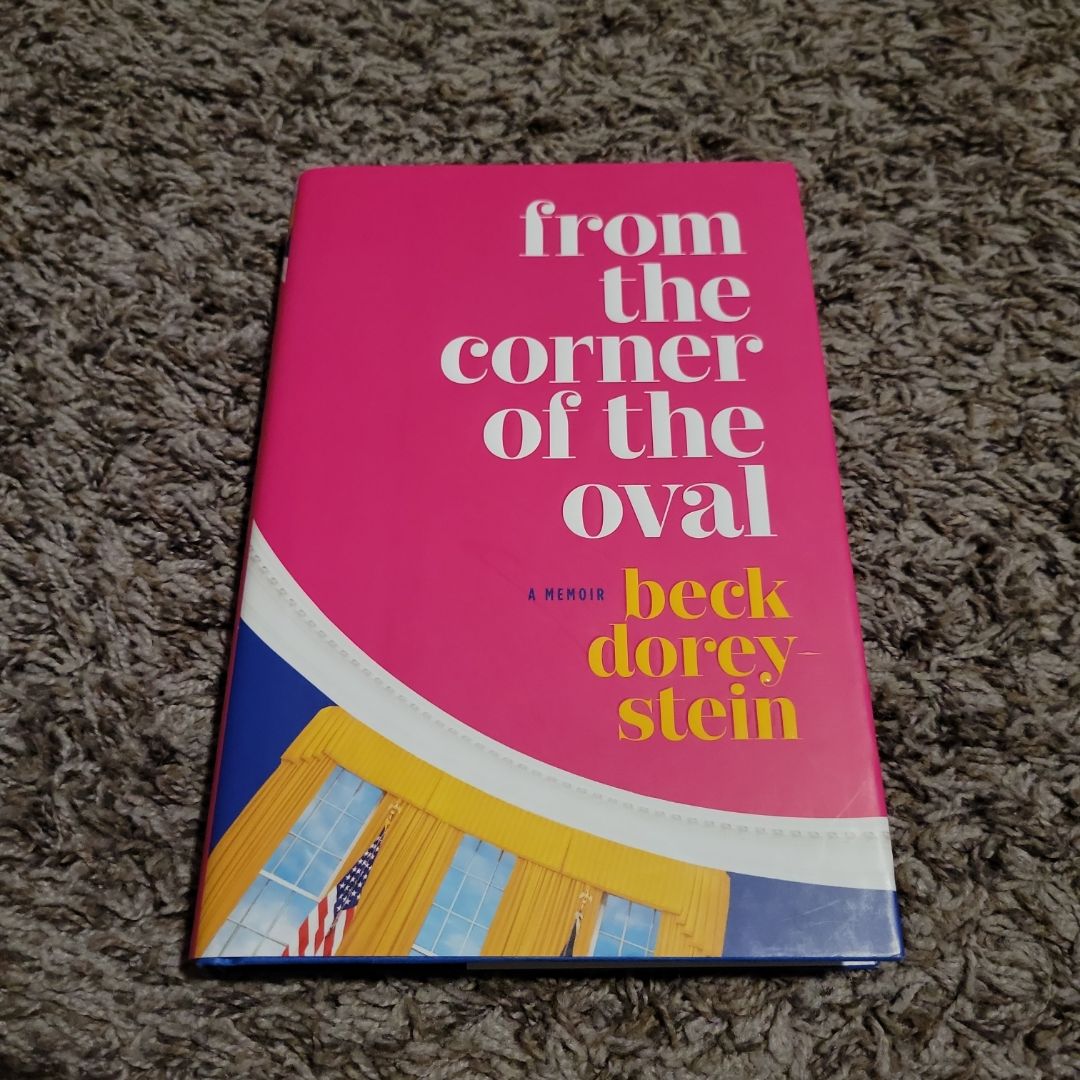 from
the
corner
of the
oval
A MEMOIR beck
dorey-
stein